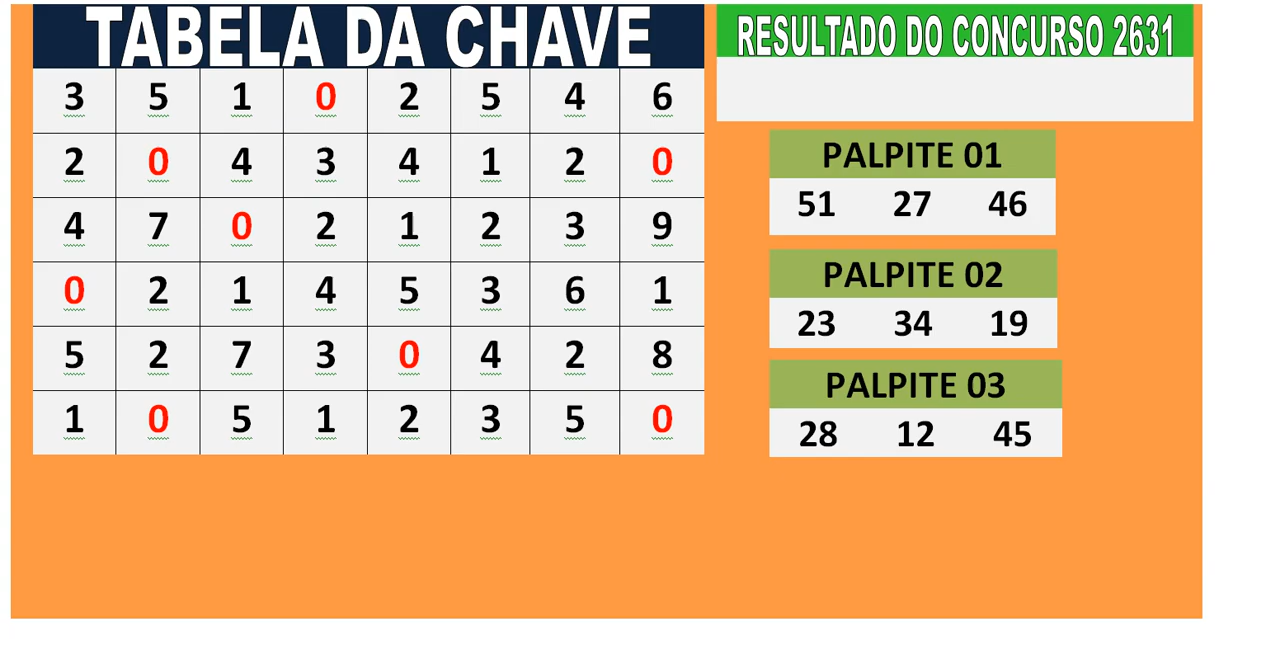 TABELA DA CHAVE
3 5 1 0 2 5 4 6
2 0 4 3 4 1 2 0
4 7 0 2 1 2 3 9
0 2 1 4 5 3 6 1
5 2 7 3 0 4 2 8
1 0 5 1 2 3 5 0
RESULTADO DO CONCURSO 2631
PALPITE 01
51 27 46
PALPITE 02
23 34 19
PALPITE 03
28 12 45